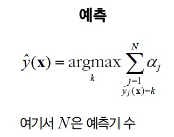 예측
ŷ(x) = argmax_k ∑_{j=1, ŷ_j(x)=k}^{N} α_j
여기서 N은 예측기 수